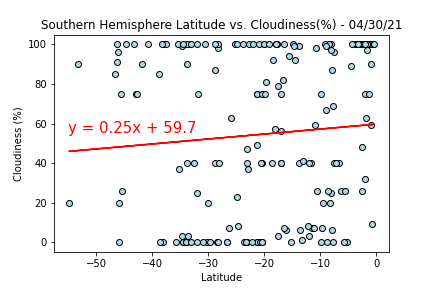 Southern Hemisphere Latitude vs. Cloudiness(%) - 04/30/21
100
80
60
40
20
0
Cloudiness (%)
y = 0.25x + 59.7
−50 −40 −30 −20 −10 0
Latitude